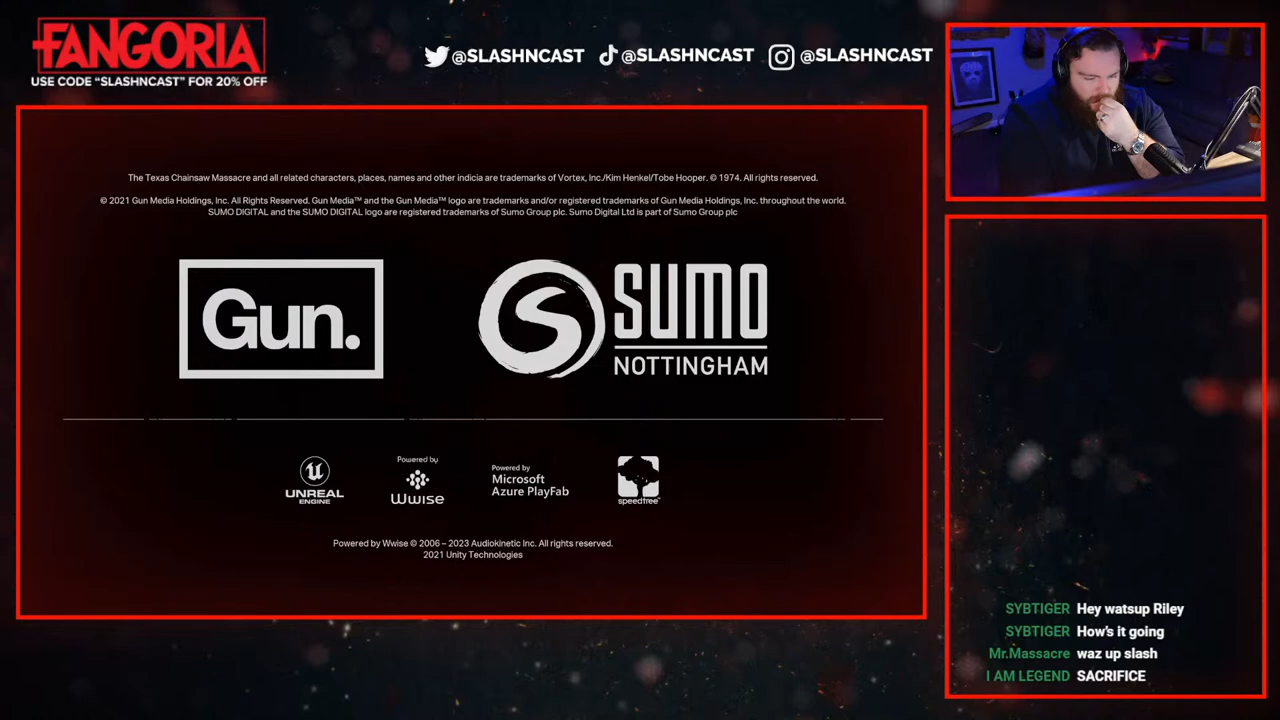 FANGORIA
USE CODE "SLASHNCAST" FOR 20% OFF
@SLASHNCAST @SLASHNCAST @SLASHNCAST
The Texas Chainsaw Massacre and all related characters, places, names and other indicia are trademarks of Vortex, Inc./Kim Henkel/Tobe Hooper. © 1974. All rights reserved.
© 2021 Gun Media Holdings, Inc. All Rights Reserved. Gun Media™ and the Gun Media™ logo are trademarks and/or registered trademarks of Gun Media Holdings, Inc. throughout the world.
SUMO DIGITAL and the SUMO DIGITAL logo are registered trademarks of Sumo Group plc. Sumo Digital Ltd is part of Sumo Group plc
Gun.
SUMO
NOTTINGHAM
UNREAL
ENGINE
Powered by
Wwise
Powered by
Microsoft
Azure PlayFab
speedtree™
Powered by Wwise © 2006 – 2023 Audiokinetic Inc. All rights reserved.
2021 Unity Technologies
SYBTIGER Hey watsup Riley
SYBTIGER How's it going
Mr.Massacre waz up slash
I AM LEGEND SACRIFICE